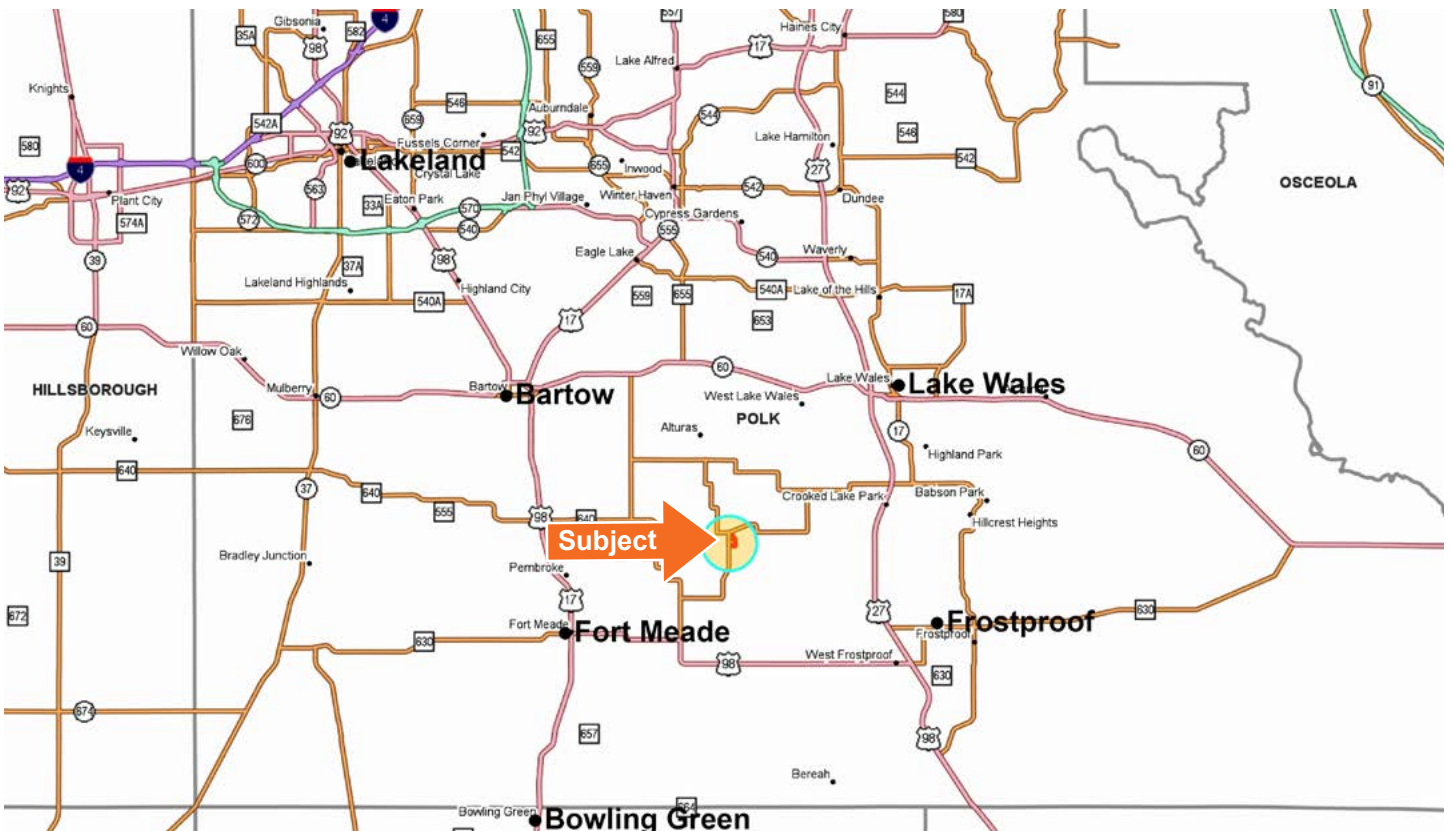 4
657
580
Gibsonia
35A
98
582
655
17
Haines City
559
Lake Alfred
91
Knights
546
544
542A
659
Auburndale
544
580
92
Fussels Corner
92
Lake Hamilton
546
4
600
Lakeland
542
655
Inwood
27
542
92
563
Crystal Lake
542
OSCEOLA
Plant City
33A
Eaton Park
570
Jan Phyl Village
Winter Haven
Dundee
574A
572
540
Cypress Gardens
555
39
98
Eagle Lake
540
Waverly
37A
Lakeland Highlands
Highland City
540A
559
655
540A
Lake of the Hills
17A
60
17
653
Willow Oak
60
HILLSBOROUGH
Mulberry
60
Bartow
Bartow
Lake Wales
Lake Wales
West Lake Wales
676
POLK
Keysville
Alturas
17
Highland Park
60
640
37
640
555
98
640
Crooked Lake Park
Babson Park
Hillcrest Heights
Subject
39
Bradley Junction
Pembroke
672
17
27
630
Fort Meade
Fort Meade
Frostproof
Frostproof
630
98
West Frostproof
630
674
657
98
Bereah
664
Bowling Green
Bowling Green